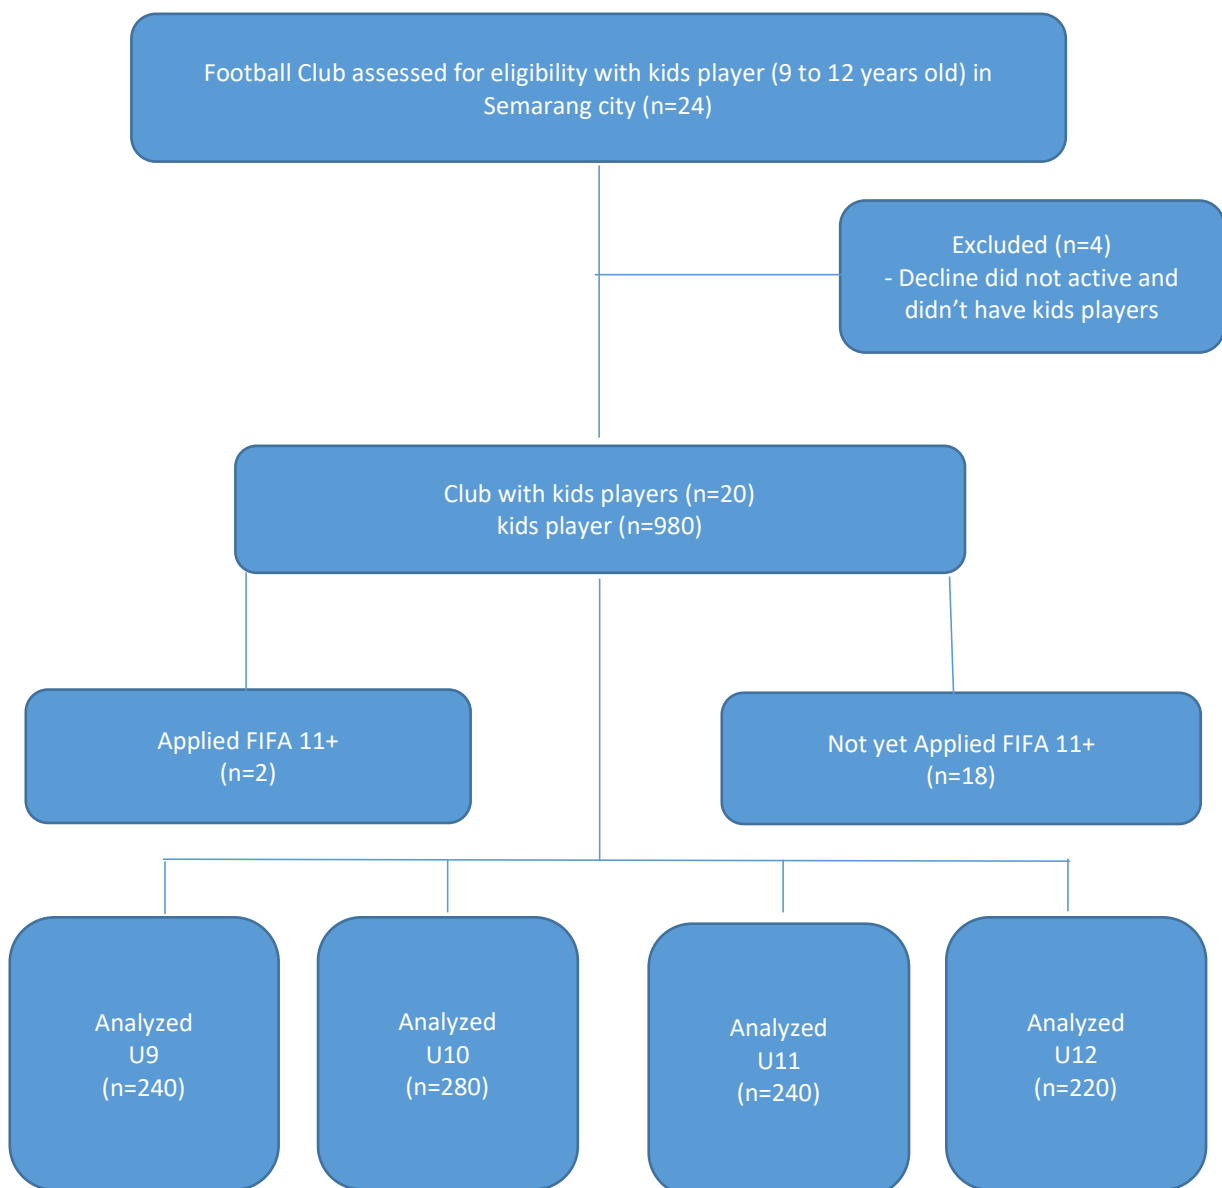 Football Club assessed for eligibility with kids player (9 to 12 years old) in
Semarang city (n=24)
Excluded (n=4)
- Decline did not active and
didn’t have kids players
Club with kids players (n=20)
kids player (n=980)
Applied FIFA 11+
(n=2)
Not yet Applied FIFA 11+
(n=18)
Analyzed
U9
(n=240)
Analyzed
U10
(n=280)
Analyzed
U11
(n=240)
Analyzed
U12
(n=220)